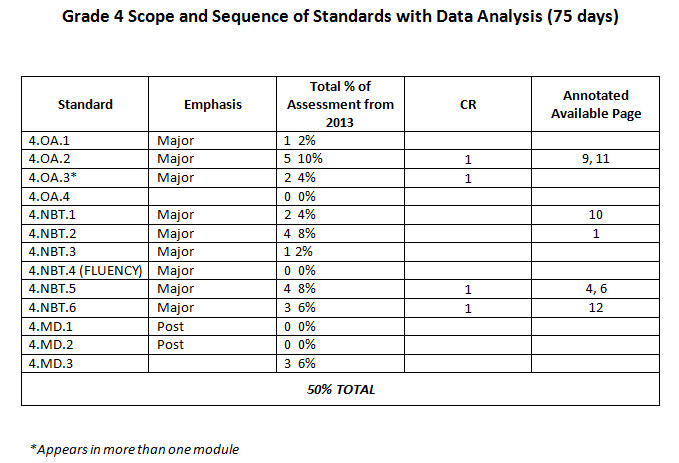 Grade 4 Scope and Sequence of Standards with Data Analysis (75 days)
Standard Emphasis Total % of Assessment from 2013 CR Annotated Available Page
4.OA.1 Major 1 2%
4.OA.2 Major 5 10% 1 9, 11
4.OA.3* Major 2 4% 1
4.OA.4 0 0%
4.NBT.1 Major 2 4% 10
4.NBT.2 Major 4 8% 1
4.NBT.3 Major 1 2%
4.NBT.4 (FLUENCY) Major 0 0%
4.NBT.5 Major 4 8% 1 4, 6
4.NBT.6 Major 3 6% 1 12
4.MD.1 Post 0 0%
4.MD.2 Post 0 0%
4.MD.3 3 6%
50% TOTAL
*Appears in more than one module